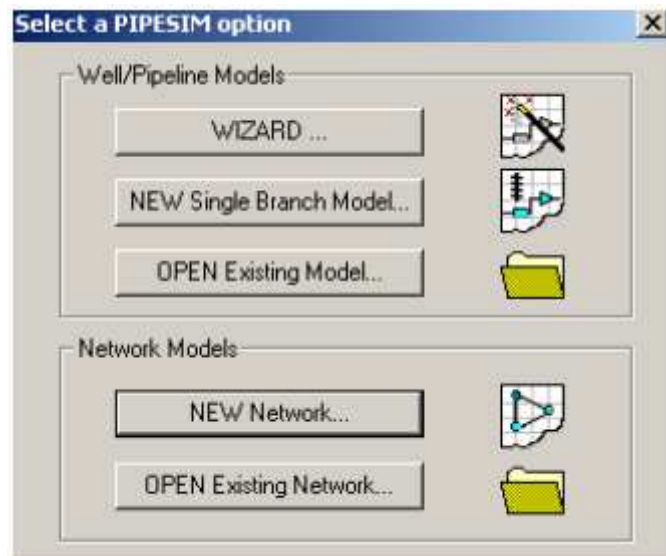 Select a PIPESIM option
Well/Pipeline Models
WIZARD ...
NEW Single Branch Model...
OPEN Existing Model...
Network Models
NEW Network...
OPEN Existing Network...